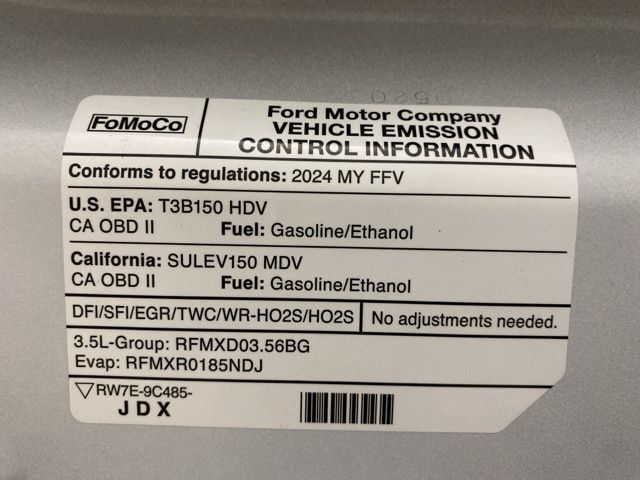 FoMoCo
Ford Motor Company
VEHICLE EMISSION
CONTROL INFORMATION
Conforms to regulations: 2024 MY FFV
U.S. EPA: T3B150 HDV
CA OBD II Fuel: Gasoline/Ethanol
California: SULEV150 MDV
CA OBD II Fuel: Gasoline/Ethanol
DFI/SFI/EGR/TWC/WR-HO2S/HO2S No adjustments needed.
3.5L-Group: RFMXD03.56BG
Evap: RFMXR0185NDJ
RW7E-9C485-
JDX